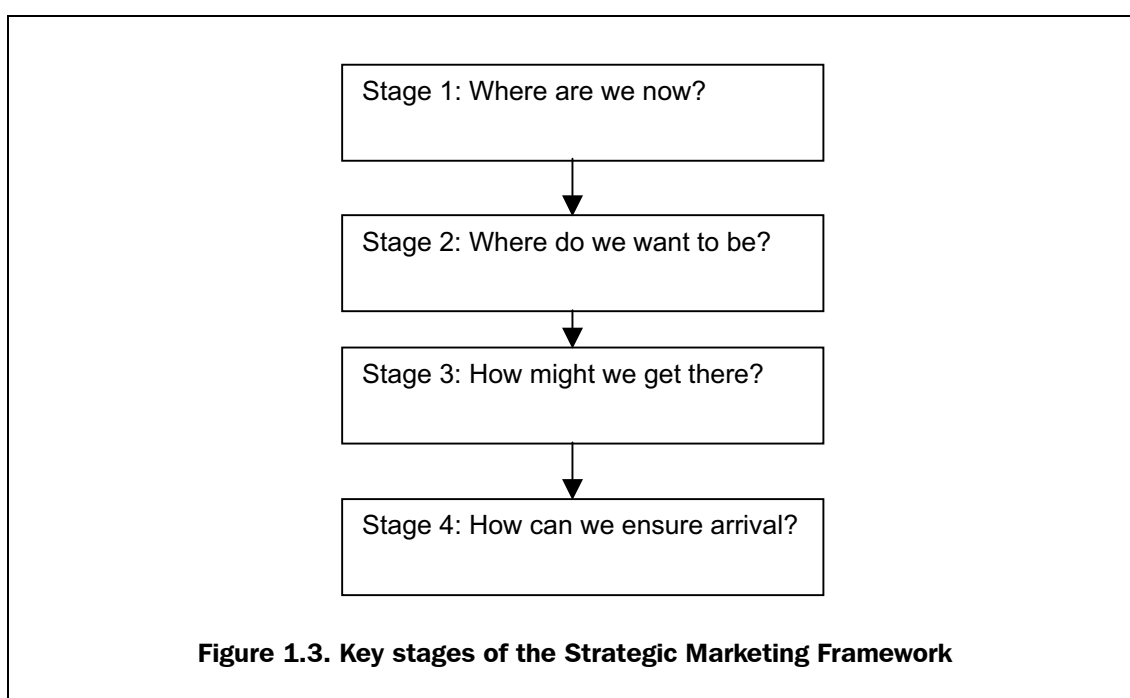 Stage 1: Where are we now?
Stage 2: Where do we want to be?
Stage 3: How might we get there?
Stage 4: How can we ensure arrival?
Figure 1.3. Key stages of the Strategic Marketing Framework